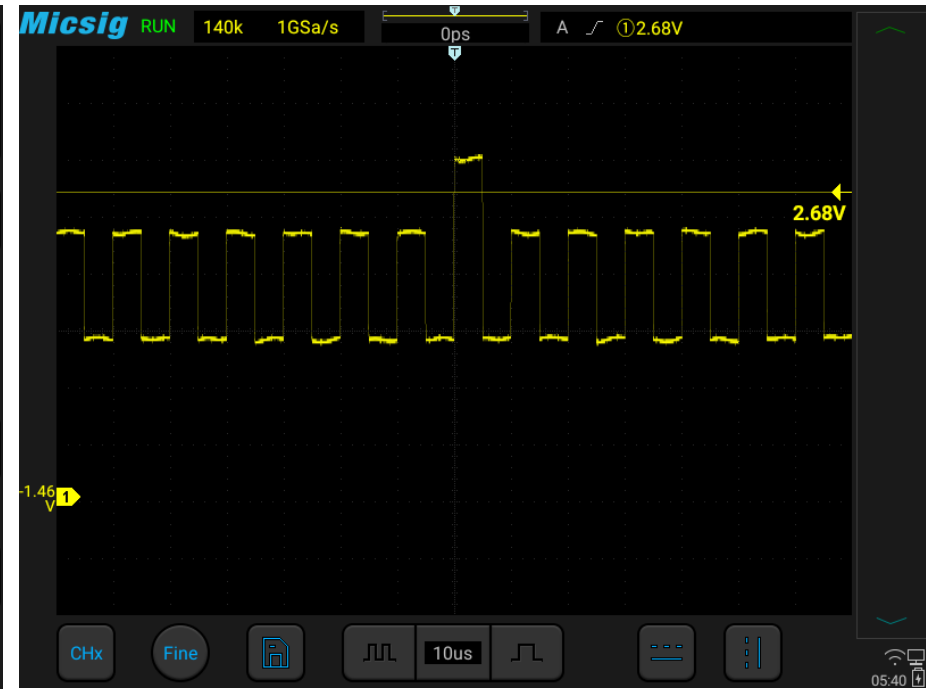 Micsig RUN 140k 1GSa/s T 0ps A ①2.68V
T
2.68V
-1.46 1
V
CHx Fine 10us
05:40